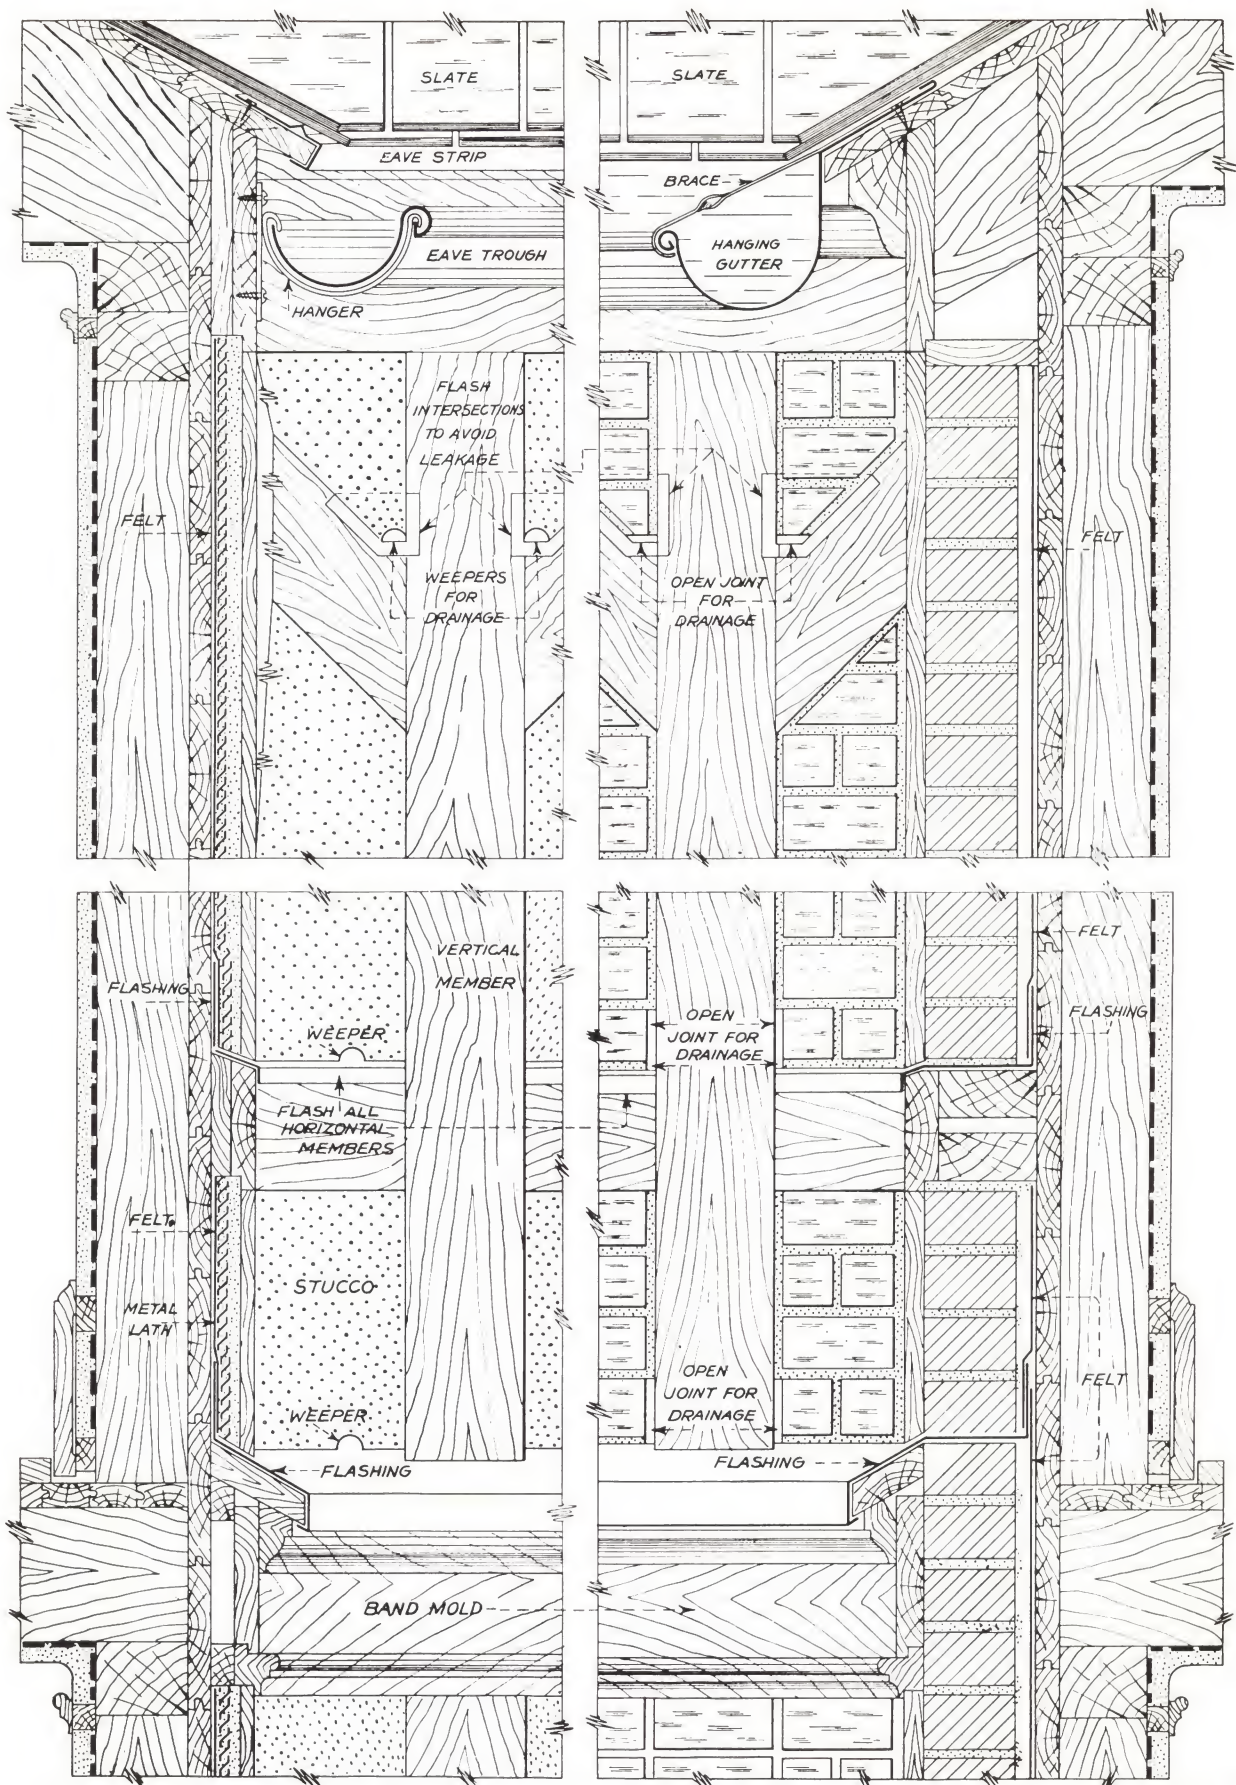 SLATE
EAVE STRIP
EAVE TROUGH
HANGER
FLASH
INTERSECTIONS
TO AVOID
LEAKAGE
FELT
WEEPERS
FOR
DRAINAGE
SLATE
BRACE
HANGING
GUTTER
FELT
OPEN JOINT
FOR
DRAINAGE
VERTICAL
MEMBER
FLASHING
WEEPER
FLASH ALL
HORIZONTAL
MEMBERS
FELT
STUCCO
METAL
LATH
WEEPER
FLASHING
FELT
OPEN
JOINT FOR
DRAINAGE
FLASHING
OPEN
JOINT FOR
DRAINAGE
FELT
FLASHING
BAND MOLD